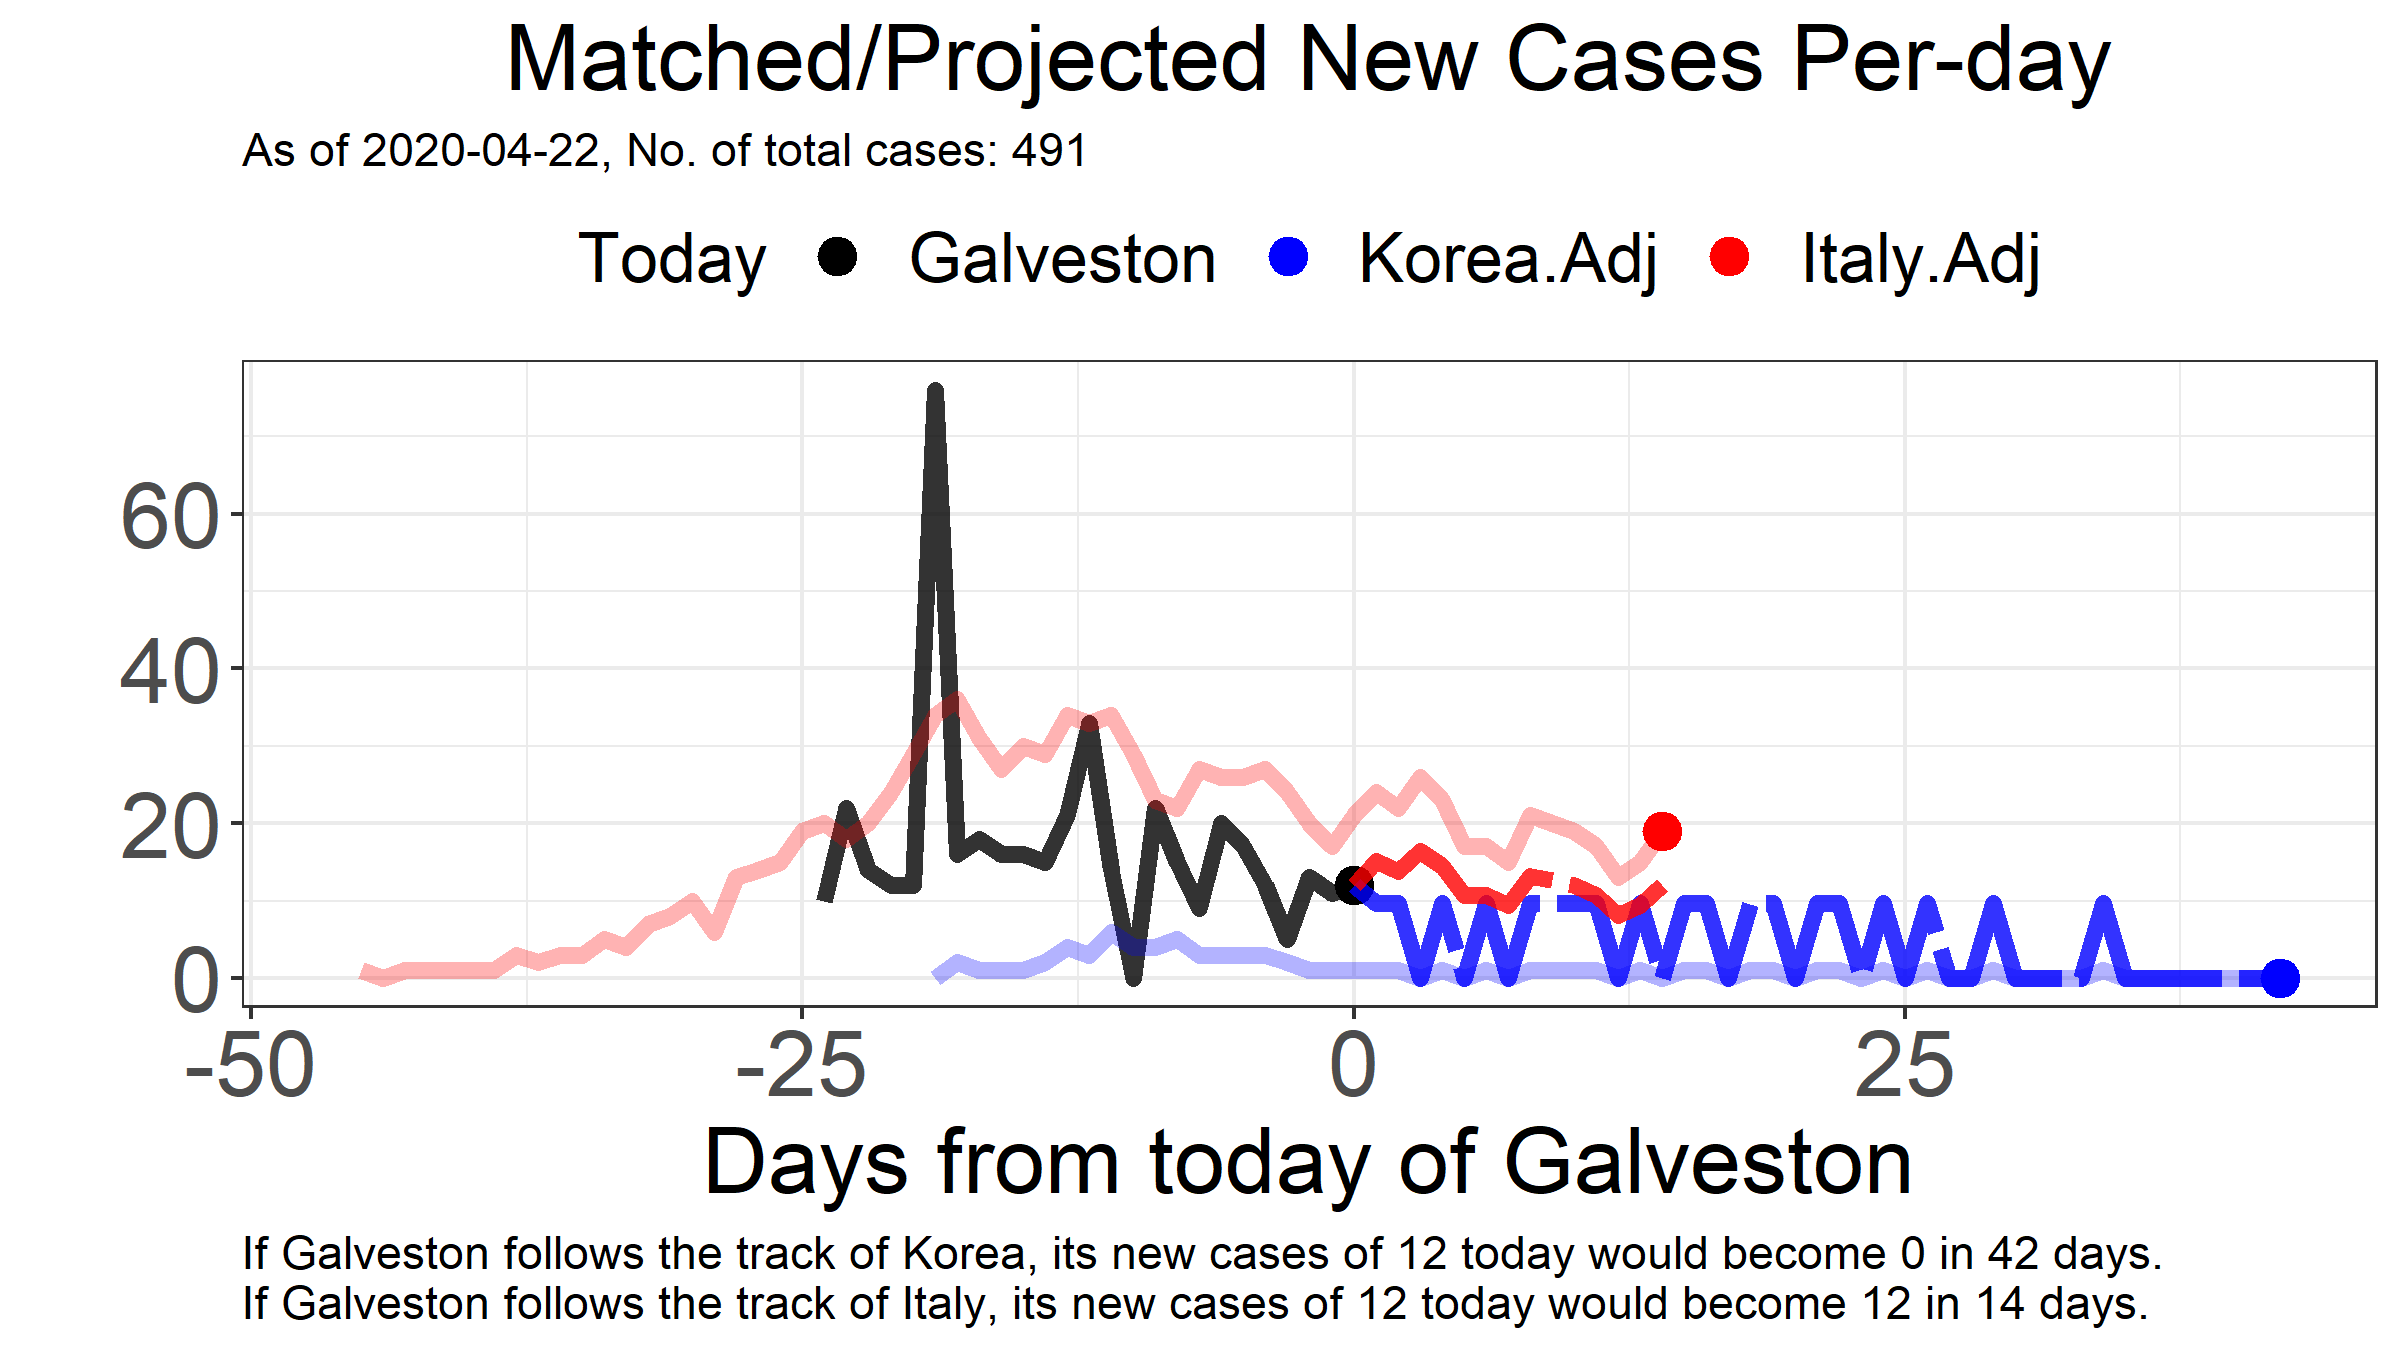 Matched/Projected New Cases Per-day
As of 2020-04-22, No. of total cases: 491
Today Galveston Korea.Adj Italy.Adj
60
40
20
0
-50 -25 0 25
Days from today of Galveston
If Galveston follows the track of Korea, its new cases of 12 today would become 0 in 42 days.
If Galveston follows the track of Italy, its new cases of 12 today would become 12 in 14 days.